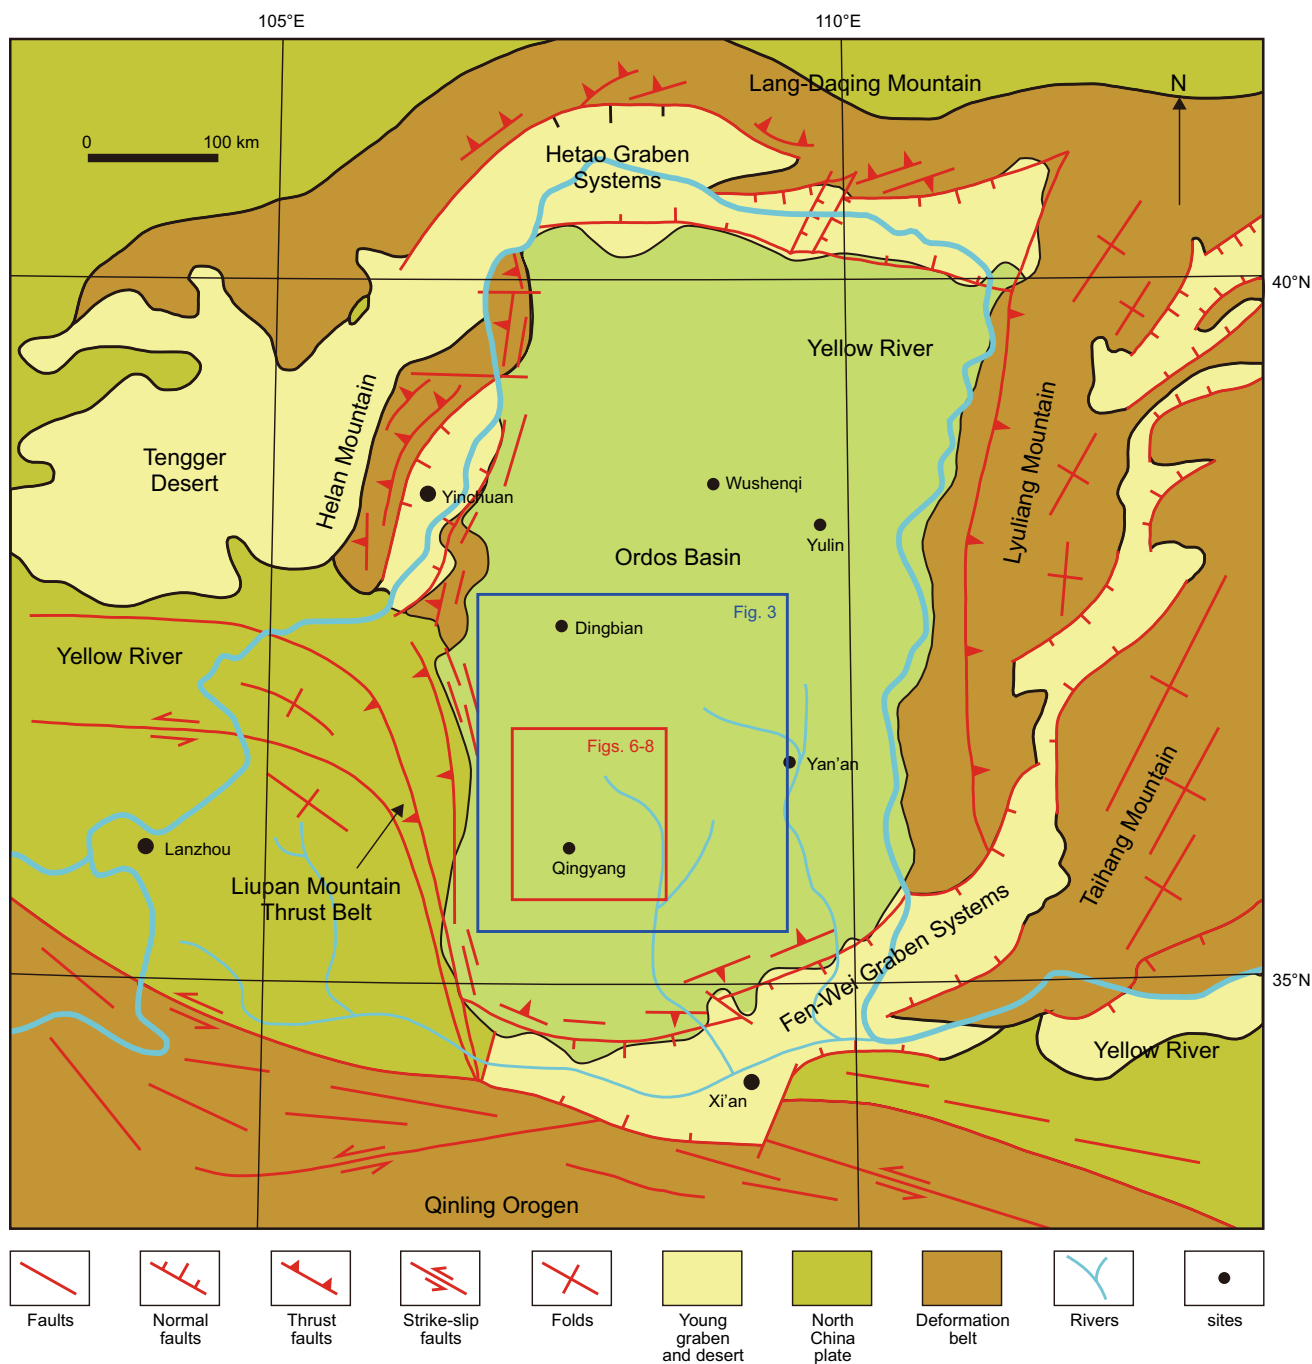 105°E
110°E
Lang-Daqing Mountain
N
0
100 km
Hetao Graben
Systems
40°N
Yellow River
Helan Mountain
Lyuliang Mountain
Tengger
Desert
Yinchuan
Wushenqi
Yulin
Ordos Basin
Fig. 3
Dingbian
Yellow River
Figs. 6-8
Yan’an
Taihang Mountain
Lanzhou
Qingyang
Liupan Mountain
Thrust Belt
Fen-Wei Graben Systems
35°N
Yellow River
Xi’an
Qinling Orogen
Faults
Normal
faults
Thrust
faults
Strike-slip
faults
Folds
Young
graben
and desert
North
China
plate
Deformation
belt
Rivers
sites